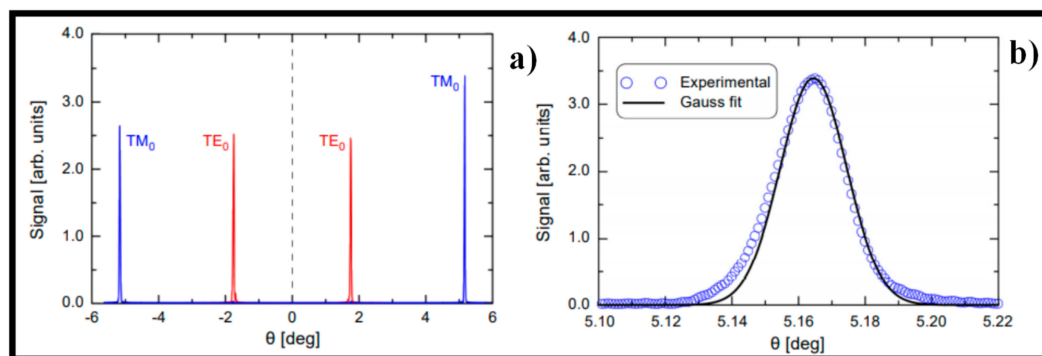 4.0
3.0
2.0
1.0
0.0
Signal [arb. units]
TM0
TE0
TE0
TM0
a)
-6 -4 -2 0 2 4 6
θ [deg]
4.0
3.0
2.0
1.0
0.0
Signal [arb. units]
Experimental
Gauss fit
b)
5.10 5.12 5.14 5.16 5.18 5.20 5.22
θ [deg]